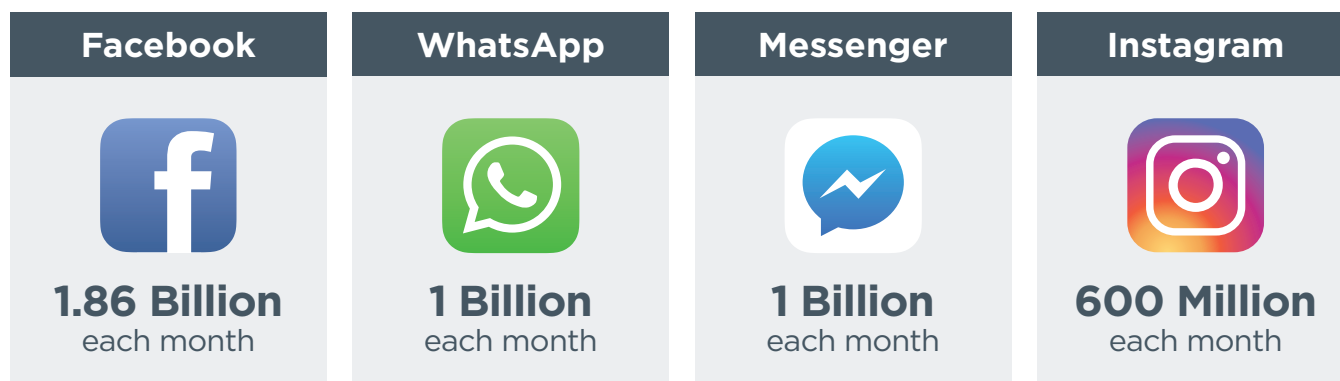 Facebook
1.86 Billion
each month
WhatsApp
1 Billion
each month
Messenger
1 Billion
each month
Instagram
600 Million
each month